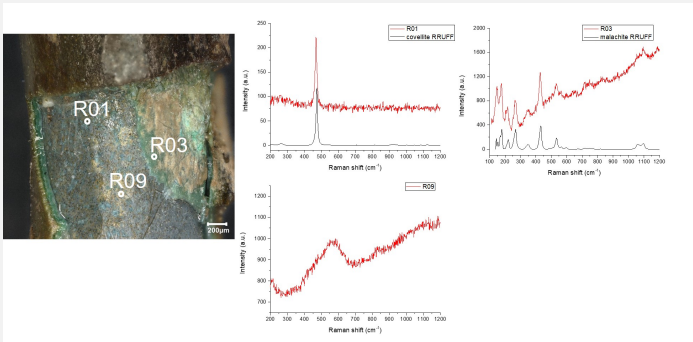 R01
R03
R09
200µm
R01
covellite RRUFF
Intensity (a.u.)
250
200
150
100
50
0
200 300 400 500 600 700 800 900 1000 1100 1200
Raman shift (cm⁻¹)
R03
malachite RRUFF
Intensity (a.u.)
2000
1600
1200
800
400
0
100 200 300 400 500 600 700 800 900 1000 1100 1200
Raman shift (cm⁻¹)
R09
Intensity (a.u.)
1200
1100
1000
900
800
700
200 300 400 500 600 700 800 900 1000 1100 1200
Raman shift (cm⁻¹)